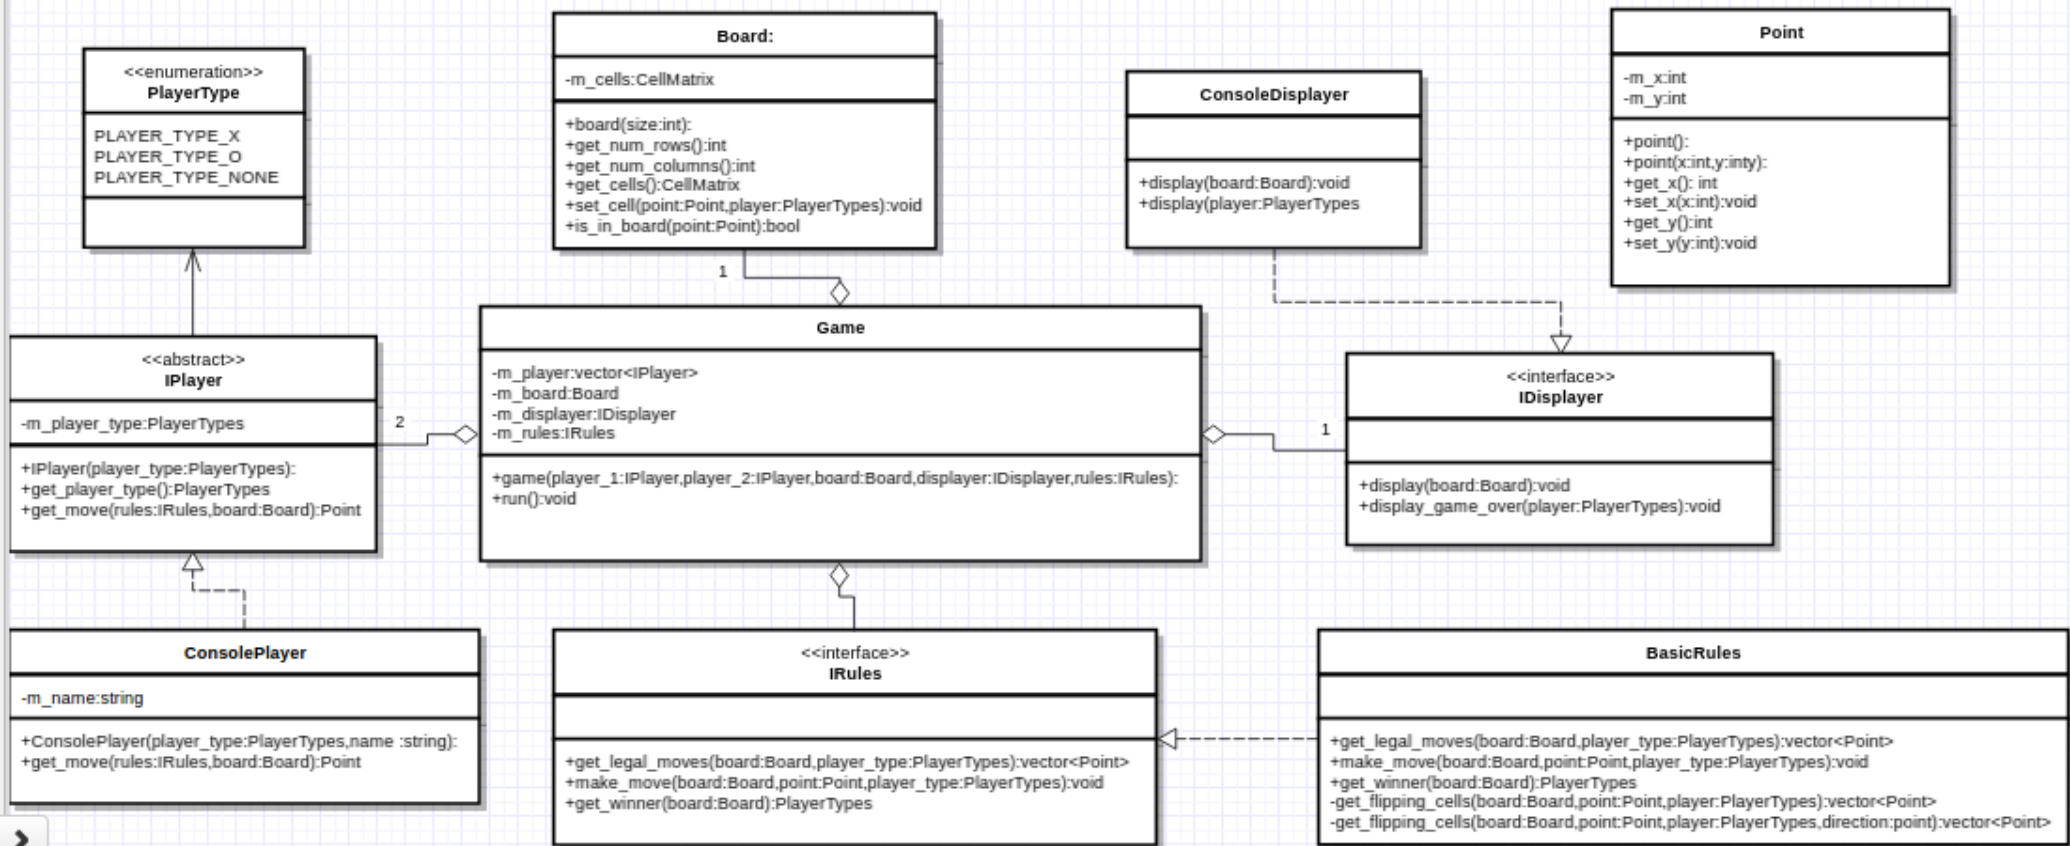 <<enumeration>>
PlayerType
PLAYER_TYPE_X
PLAYER_TYPE_O
PLAYER_TYPE_NONE
Board:
-m_cells:CellMatrix
+board(size:int):
+get_num_rows():int
+get_num_columns():int
+get_cells():CellMatrix
+set_cell(point:Point,player:PlayerTypes):void
+is_in_board(point:Point):bool
ConsoleDisplayer
+display(board:Board):void
+display(player:PlayerTypes
Point
-m_x:int
-m_y:int
+point():
+point(x:int,y:inty):
+get_x(): int
+set_x(x:int):void
+get_y():int
+set_y(y:int):void
1
<<abstract>>
IPlayer
-m_player_type:PlayerTypes
+IPlayer(player_type:PlayerTypes):
+get_player_type():PlayerTypes
+get_move(rules:IRules,board:Board):Point
2
Game
-m_player:vector<IPlayer>
-m_board:Board
-m_displayer:IDisplayer
-m_rules:IRules
+game(player_1:IPlayer,player_2:IPlayer,board:Board,displayer:IDisplayer,rules:IRules):
+run():void
1
<<interface>>
IDisplayer
+display(board:Board):void
+display_game_over(player:PlayerTypes):void
ConsolePlayer
-m_name:string
+ConsolePlayer(player_type:PlayerTypes,name :string):
+get_move(rules:IRules,board:Board):Point
<<interface>>
IRules
+get_legal_moves(board:Board,player_type:PlayerTypes):vector<Point>
+make_move(board:Board,point:Point,player_type:PlayerTypes):void
+get_winner(board:Board):PlayerTypes
BasicRules
+get_legal_moves(board:Board,player_type:PlayerTypes):vector<Point>
+make_move(board:Board,point:Point,player_type:PlayerTypes):void
+get_winner(board:Board):PlayerTypes
-get_flipping_cells(board:Board,point:Point,player:PlayerTypes):vector<Point>
-get_flipping_cells(board:Board,point:Point,player:PlayerTypes,direction:point):vector<Point>